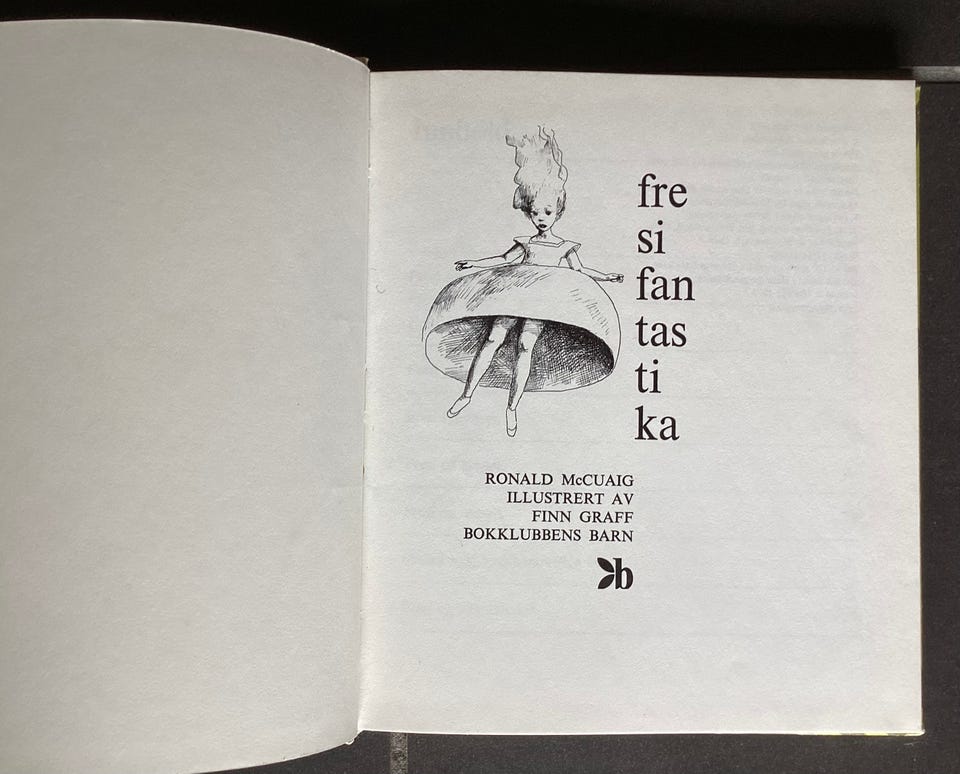 fre
si
fan
tas
ti
ka
RONALD McCUAIG
ILLUSTRERT AV
FINN GRAFF
BOKKLUBBENS BARN
b